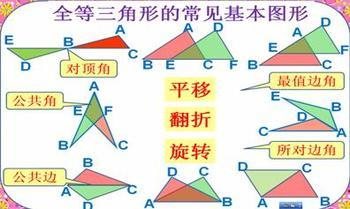 全等三角形的常见基本图形
A
A D
A D
E B
D C
对顶角
B E C F
B C
平移
最值边角
公共角
A
E F
B C
翻折
B
D
A C
旋转
所对边角
公共边
B
A C
D
A D
B C
A D
B C